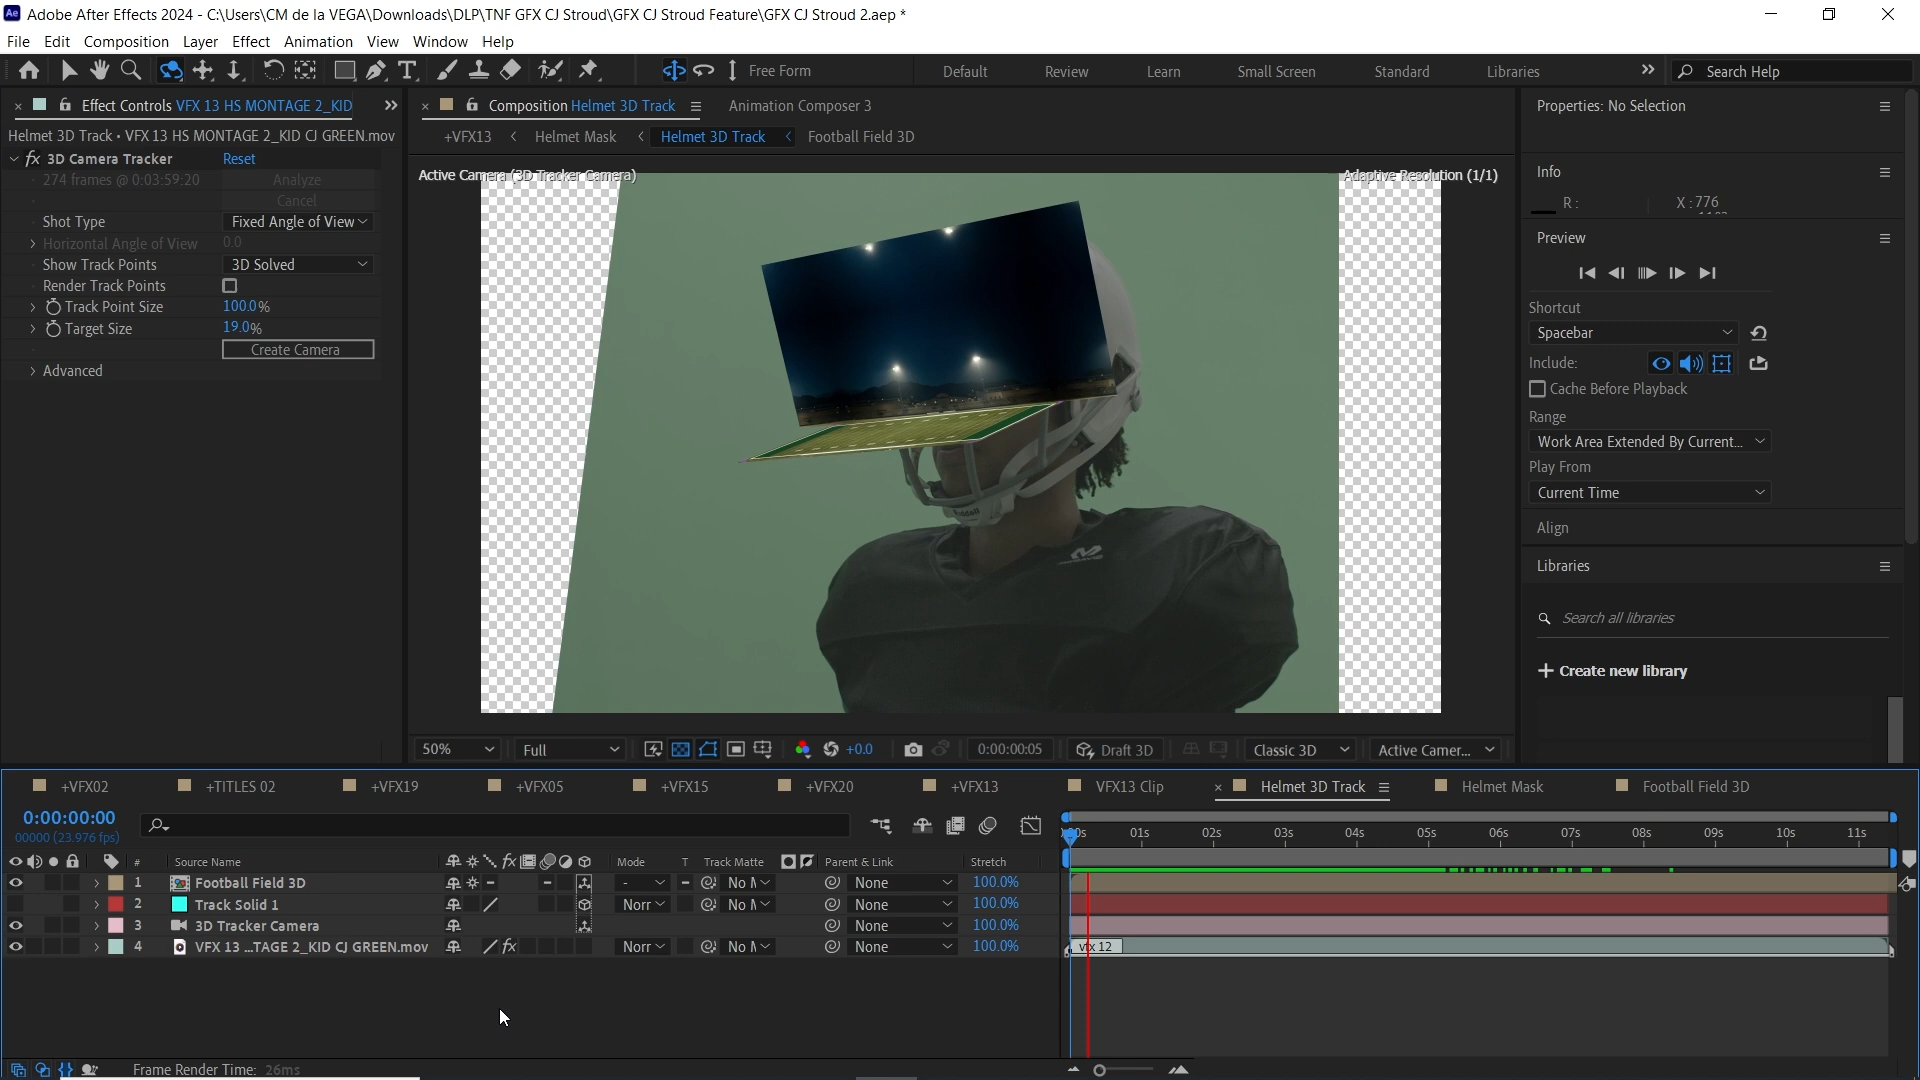 Adobe After Effects 2024 - C:\Users\CM de la VEGA\Downloads\DLP\TNF GFX CJ Stroud\GFX CJ Stroud Feature\GFX CJ Stroud 2.aep *
File Edit Composition Layer Effect Animation View Window Help
Free Form Default Review Learn Small Screen Standard Libraries Search Help
Effect Controls VFX 13 HS MONTAGE 2_KID
Composition Helmet 3D Track Animation Composer 3
Properties: No Selection
Helmet 3D Track • VFX 13 HS MONTAGE 2_KID CJ GREEN.mov
+VFX13 Helmet Mask Helmet 3D Track Football Field 3D
fx 3D Camera Tracker Reset
274 frames @ 0:03:59:20 Analyze
Cancel
Shot Type Fixed Angle of View
Horizontal Angle of View 0.0
Show Track Points 3D Solved
Render Track Points
Track Point Size 100.0%
Target Size 19.0%
Create Camera
Advanced
Active Camera (3D Tracker Camera)
Adaptive Resolution (1/1)
Riddell
Info
R: X: 776
Preview
Shortcut
Spacebar
Include:
Cache Before Playback
Range
Work Area Extended By Current...
Play From
Current Time
Align
Libraries
Search all libraries
+ Create new library
50% Full +0.0 0:00:00:05 Draft 3D Classic 3D Active Camer...
+VFX02 +TITLES 02 +VFX19 +VFX05 +VFX15 +VFX20 +VFX13 VFX13 Clip Helmet 3D Track Helmet Mask Football Field 3D
0:00:00:00
00000 (23.976 fps)
01s 02s 03s 04s 05s 06s 07s 08s 09s 10s 11s
# Source Name fx Mode T Track Matte Parent & Link Stretch
1 Football Field 3D - No M None 100.0%
2 Track Solid 1 Norr No M None 100.0%
3 3D Tracker Camera None 100.0%
4 VFX 13 ...TAGE 2_KID CJ GREEN.mov fx Norr No M None 100.0%
vfx 12
Frame Render Time: 26ms